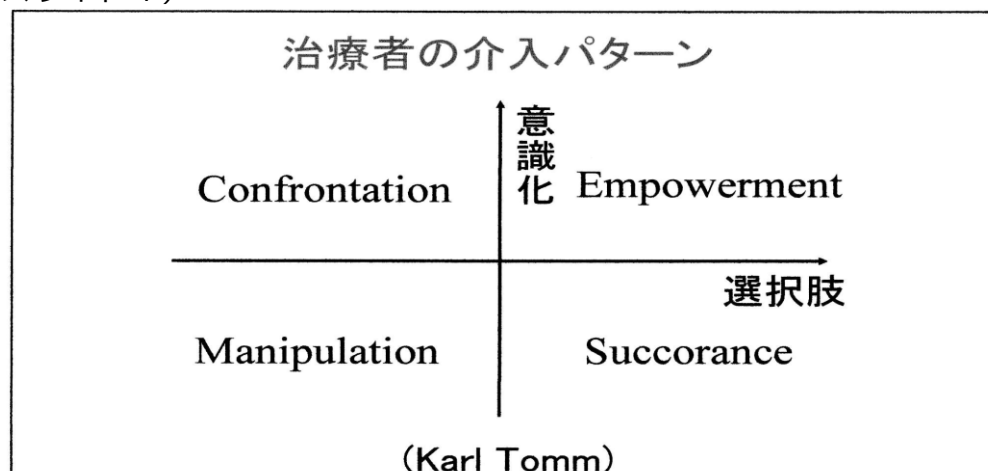 治療者の介入パターン
意識化
Confrontation
Empowerment
選択肢
Manipulation
Succorance
(Karl Tomm)